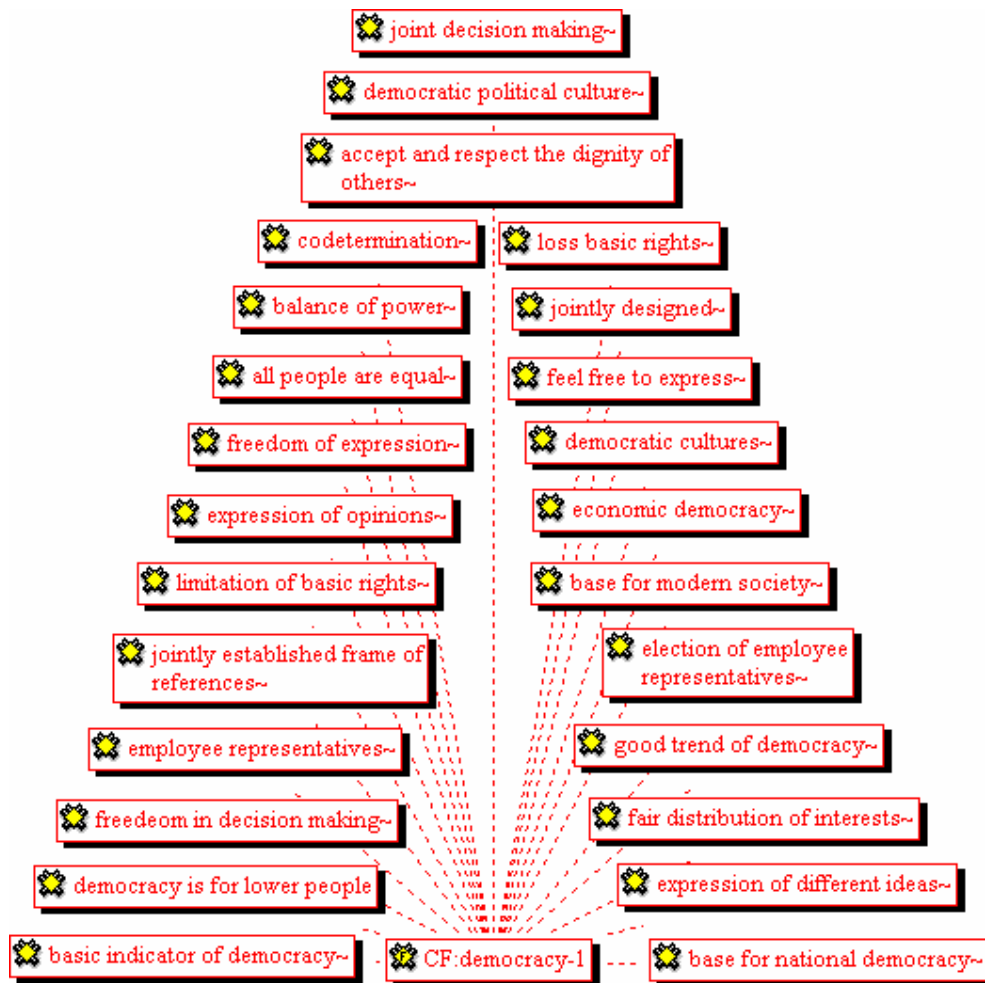 joint decision making~
democratic political culture~
accept and respect the dignity of
others~
codetermination~
loss basic rights~
balance of power~
jointly designed~
all people are equal~
feel free to express~
freedom of expression~
democratic cultures~
expression of opinions~
economic democracy~
limitation of basic rights~
base for modern society~
jointly established frame of
references~
election of employee
representatives~
employee representatives~
good trend of democracy~
freedeom in decision making~
fair distribution of interests~
democracy is for lower people
expression of different ideas~
basic indicator of democracy~
CF:democracy-1
base for national democracy~